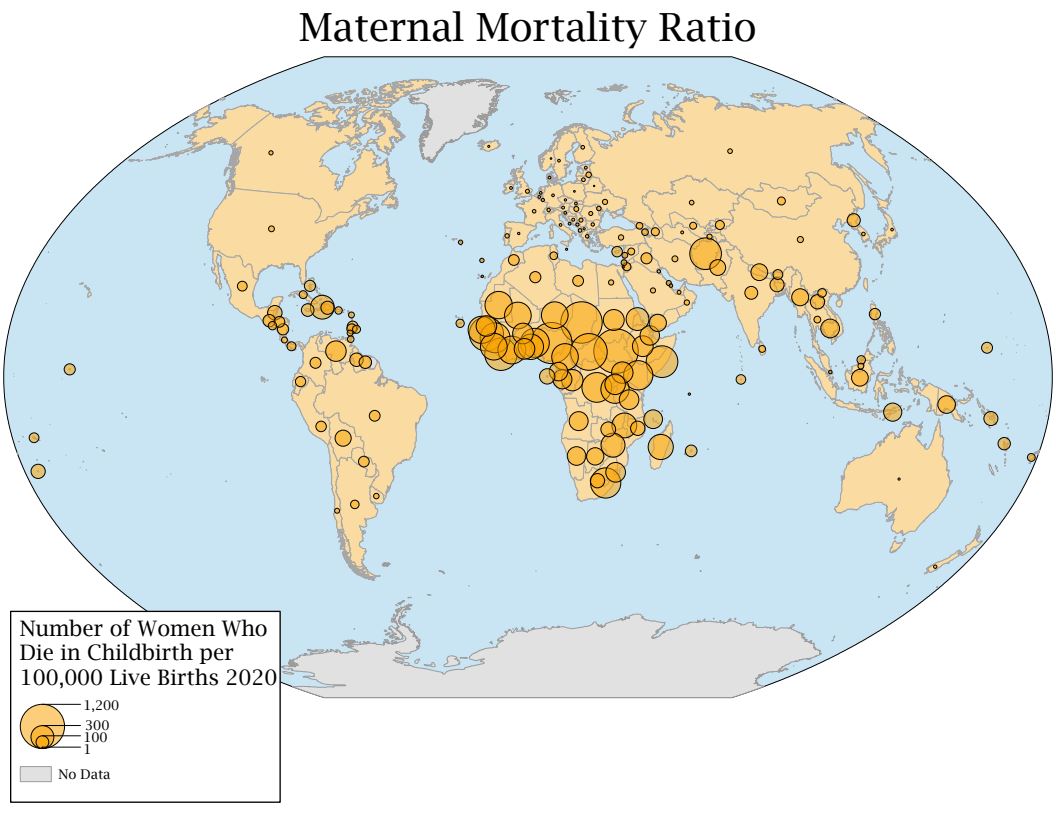 Maternal Mortality Ratio
Number of Women Who
Die in Childbirth per
100,000 Live Births 2020
1,200
300
100
1
No Data